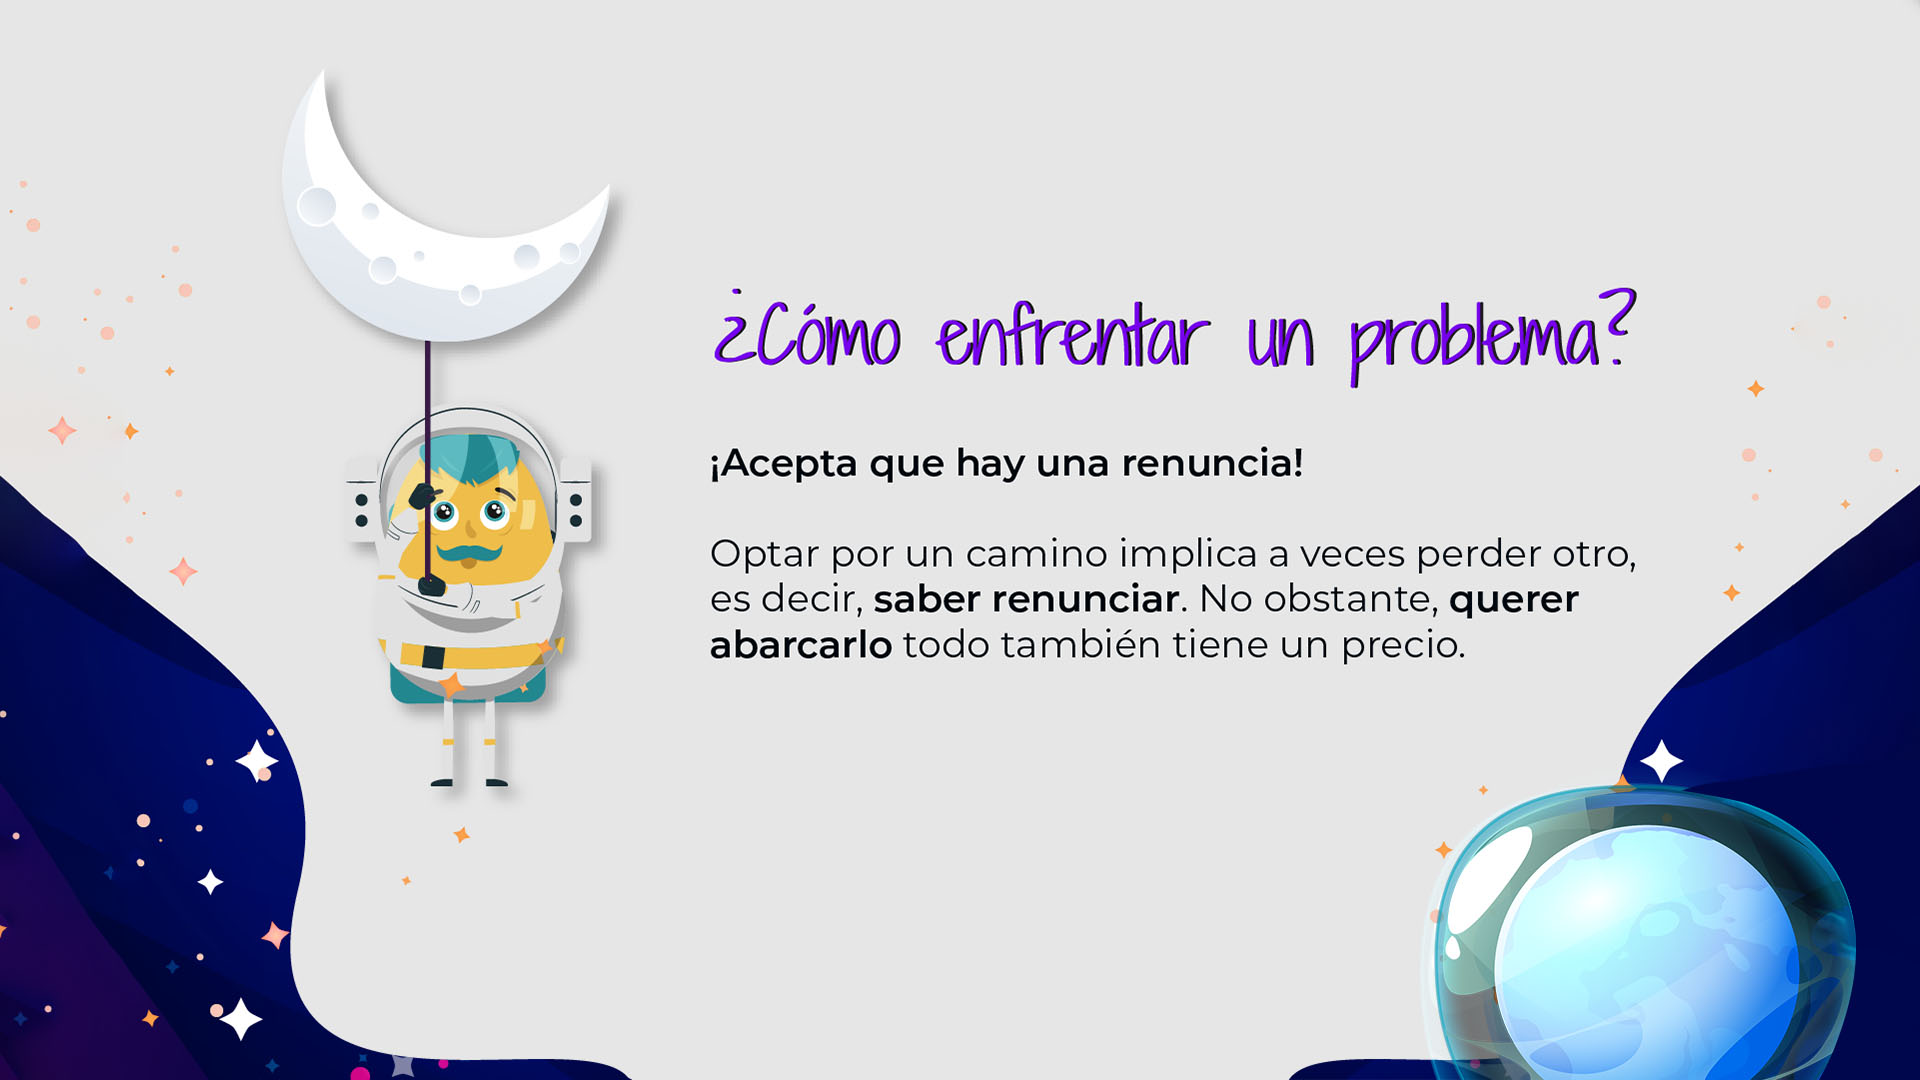 ¿Cómo enfrentar un problema?
¡Acepta que hay una renuncia!
Optar por un camino implica a veces perder otro,
es decir, saber renunciar. No obstante, querer
abarcarlo todo también tiene un precio.